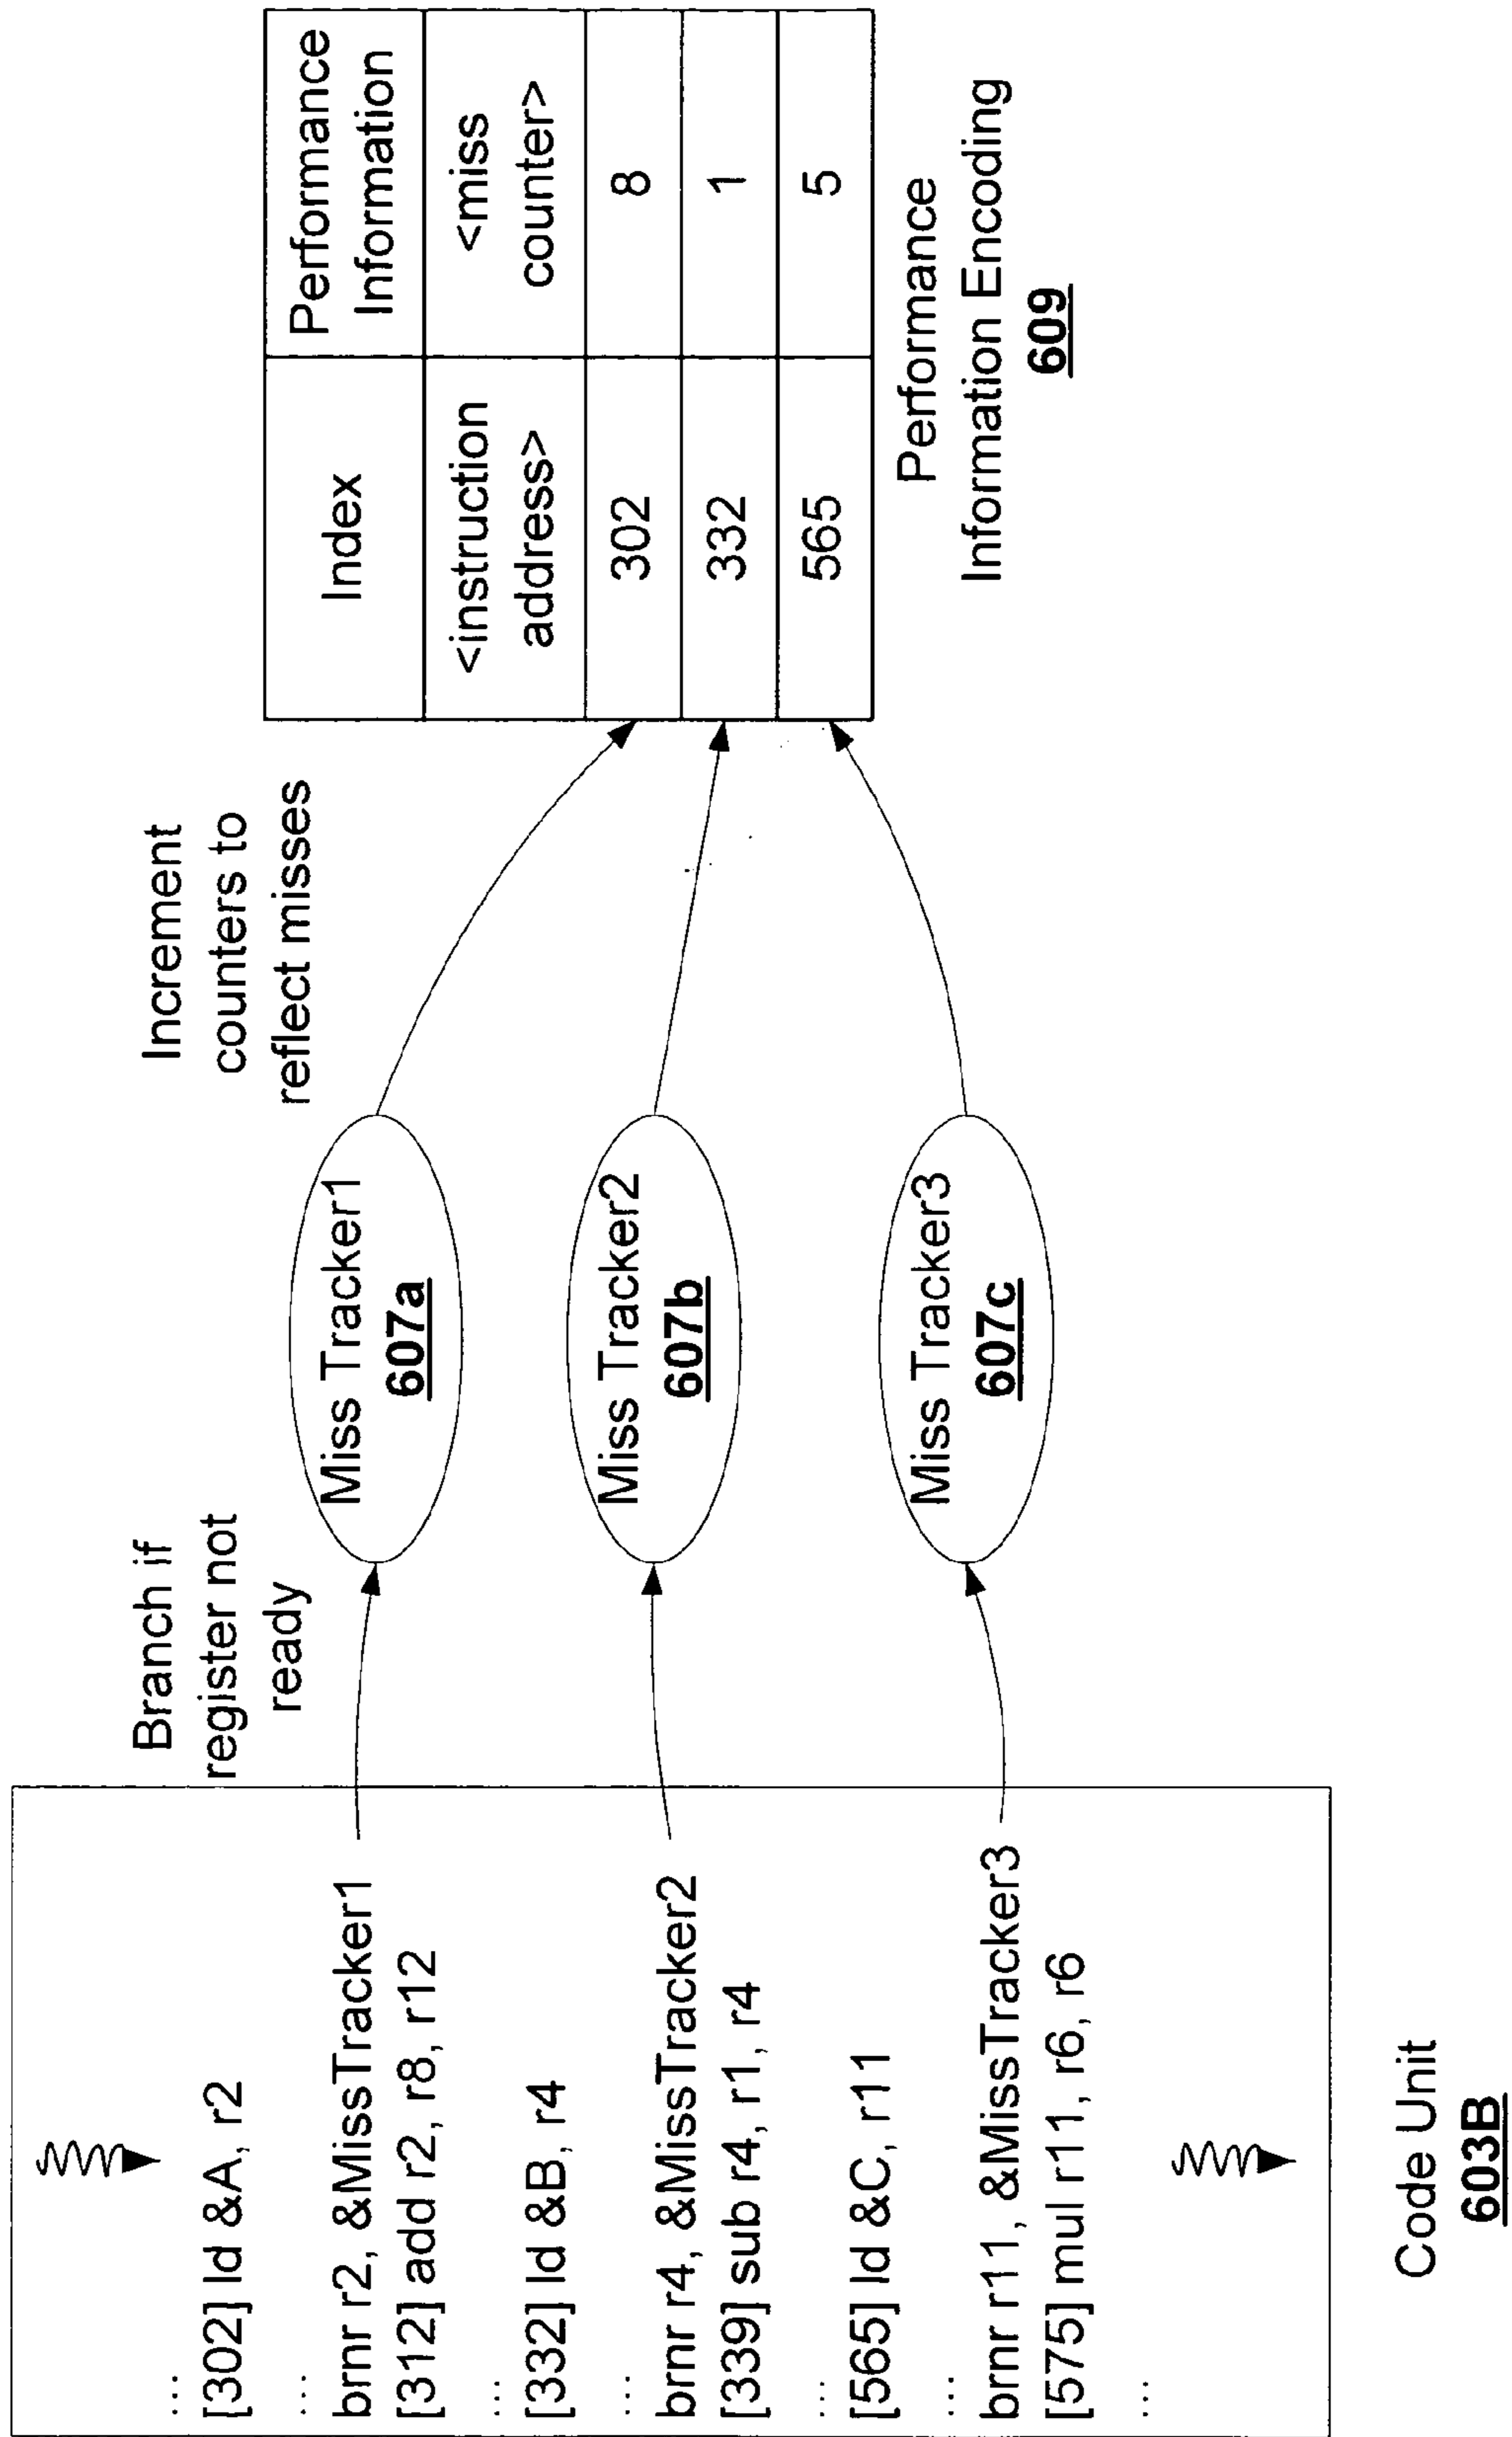 ...
[302] ld &A, r2
...
brnr r2, &MissTracker1
[312] add r2, r8, r12
...
[332] ld &B, r4
...
brnr r4, &MissTracker2
[339] sub r4, r1, r4
...
[565] ld &C, r11
...
brnr r11, &MissTracker3
[575] mul r11, r6, r6
...
Code Unit
603B
Branch if
register not
ready
Miss Tracker1
607a
Miss Tracker2
607b
Miss Tracker3
607c
Increment
counters to
reflect misses
Index
Performance
Information
<instruction
address>
<miss
counter>
302 8
332 1
565 5
Performance
Information Encoding
609